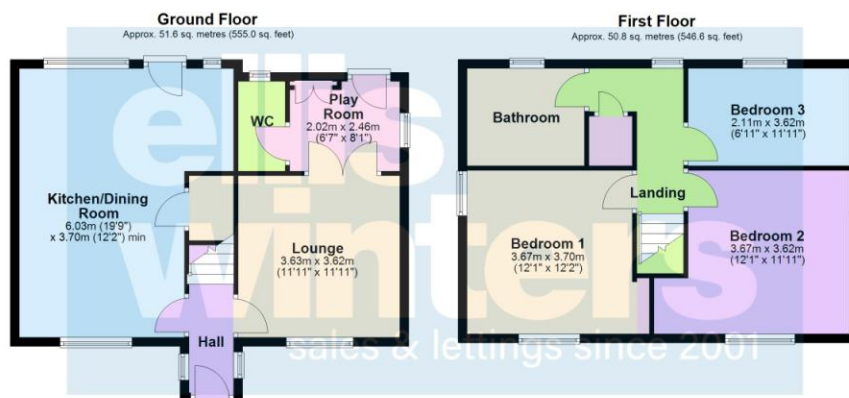 Ground Floor
Approx. 51.6 sq. metres (555.0 sq. feet)
Kitchen/Dining
Room
6.03m (19'9")
x 3.70m (12'2") min
WC
Play
Room
2.02m x 2.46m
(6'7" x 8'1")
Lounge
3.63m x 3.62m
(11'11" x 11'11")
Hall
First Floor
Approx. 50.8 sq. metres (546.6 sq. feet)
Bathroom
Bedroom 3
2.11m x 3.62m
(6'11" x 11'11")
Landing
Bedroom 1
3.67m x 3.70m
(12'1" x 12'2")
Bedroom 2
3.67m x 3.62m
(12'1" x 11'11")
ellis
winters
sales & lettings since 2001